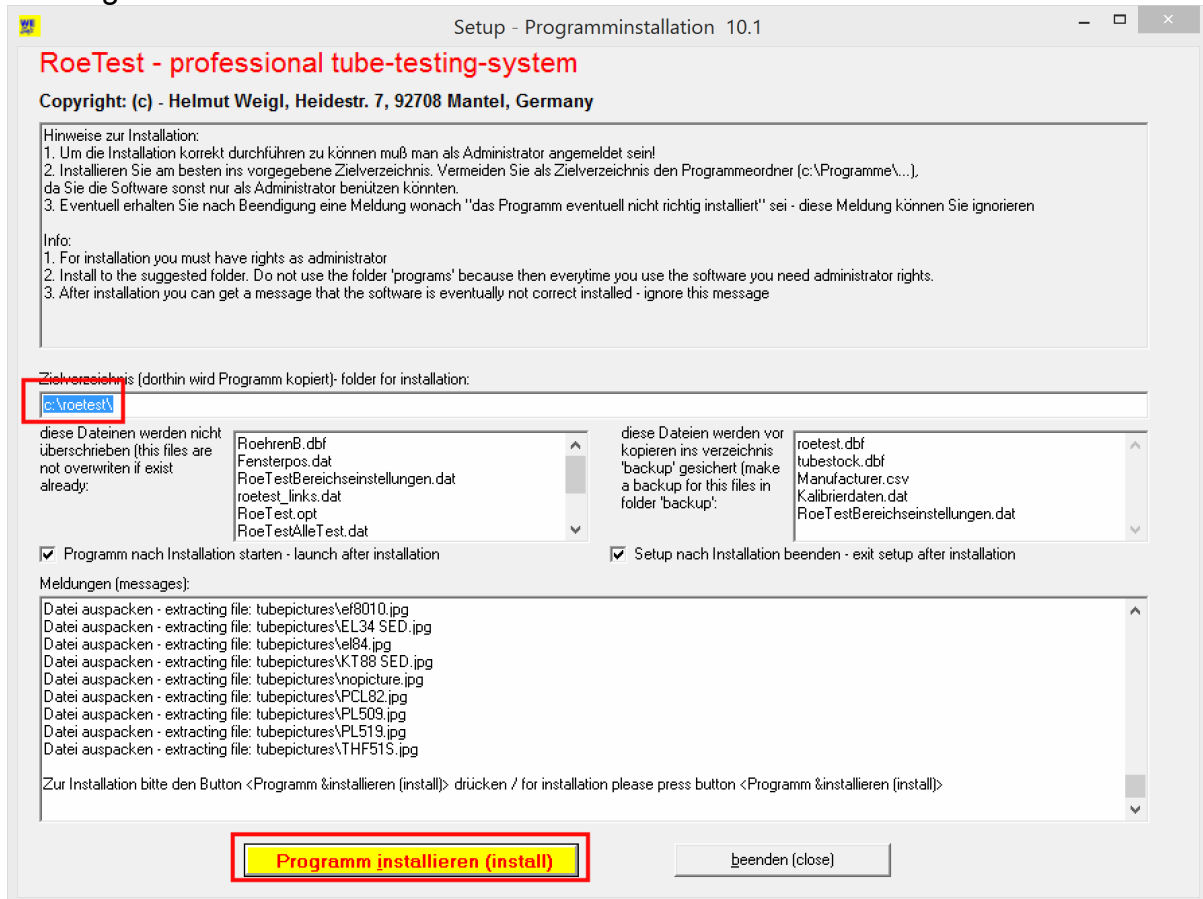 Setup - Programminstallation 10.1
RoeTest - professional tube-testing-system
Copyright: (c) - Helmut Weigl, Heidestr. 7, 92708 Mantel, Germany
Hinweise zur Installation:
1. Um die Installation korrekt durchführen zu können muß man als Administrator angemeldet sein!
2. Installieren Sie am besten ins vorgegebene Zielverzeichnis. Vermeiden Sie als Zielverzeichnis den Programmeordner (c:\Programme\...),
da Sie die Software sonst nur als Administrator benützen könnten.
3. Eventuell erhalten Sie nach Beendigung eine Meldung wonach "das Programm eventuell nicht richtig installiert" sei - diese Meldung können Sie ignorieren
Info:
1. For installation you must have rights as administrator
2. Install to the suggested folder. Do not use the folder 'programs' because then everytime you use the software you need administrator rights.
3. After installation you can get a message that the software is eventually not correct installed - ignore this message
Zielverzeichnis (dorthin wird Programm kopiert)- folder for installation:
c:\roetest\
diese Dateinen werden nicht
überschrieben (this files are
not overwriten if exist
already:
RoehrenB.dbf
Fensterpos.dat
RoeTestBereichseinstellungen.dat
roetest_links.dat
RoeTest.opt
RoeTestAlleTest.dat
diese Dateien werden vor
kopieren ins verzeichnis
'backup' gesichert (make
a backup for this files in
folder 'backup':
roetest.dbf
tubestock.dbf
Manufacturer.csv
Kalibrierdaten.dat
RoeTestBereichseinstellungen.dat
Programm nach Installation starten - launch after installation
Setup nach Installation beenden - exit setup after installation
Meldungen (messages):
Datei auspacken - extracting file: tubepictures\ef8010.jpg
Datei auspacken - extracting file: tubepictures\EL34 SED.jpg
Datei auspacken - extracting file: tubepictures\el84.jpg
Datei auspacken - extracting file: tubepictures\KT88 SED.jpg
Datei auspacken - extracting file: tubepictures\nopicture.jpg
Datei auspacken - extracting file: tubepictures\PCL82.jpg
Datei auspacken - extracting file: tubepictures\PL509.jpg
Datei auspacken - extracting file: tubepictures\PL519.jpg
Datei auspacken - extracting file: tubepictures\THF51S.jpg
Zur Installation bitte den Button <Programm &installieren (install)> drücken / for installation please press button <Programm &installieren (install)>
Programm installieren (install)
beenden (close)